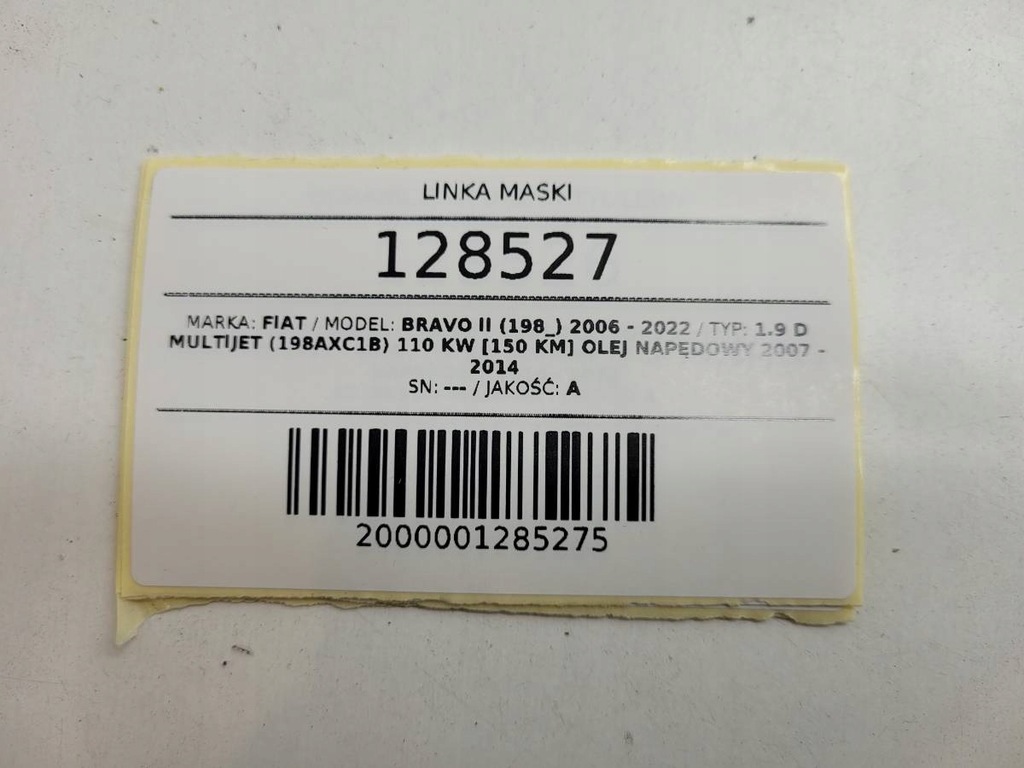 LINKA MASKI
128527
MARKA: FIAT / MODEL: BRAVO II (198_) 2006 - 2022 / TYP: 1.9 D
MULTIJET (198AXC1B) 110 KW [150 KM] OLEJ NAPĘDOWY 2007 -
2014
SN: --- / JAKOŚĆ: A
2000001285275